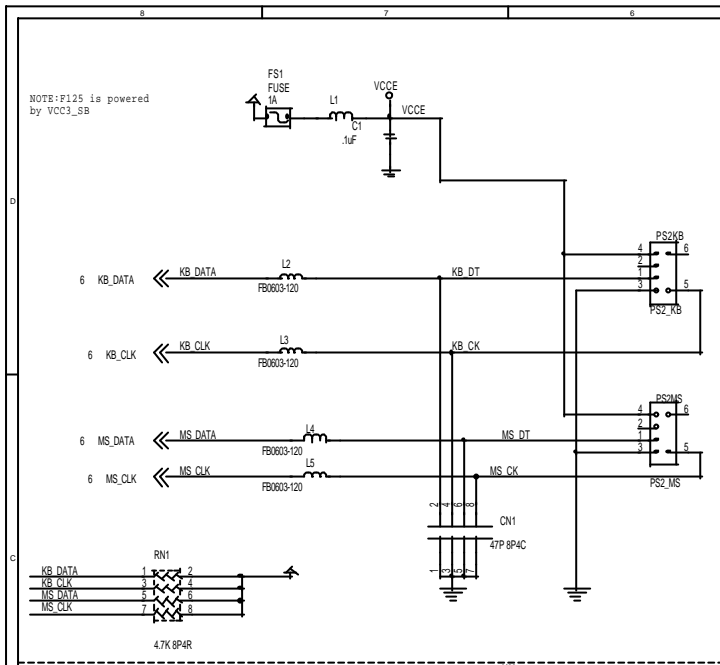 8 7 6
FS1
FUSE
1A
L1
VCCE
VCCE
C1
.1uF
NOTE:F125 is powered
by VCC3_SB
D
PS2KB
4 6
2
1
3 5
PS2_KB
6 KB_DATA KB_DATA L2 KB_DT
FB0603-120
6 KB_CLK KB_CLK L3 KB_CK
FB0603-120
PS2MS
4 6
2
1
3 5
PS2_MS
6 MS_DATA MS_DATA L4 MS_DT
FB0603-120
6 MS_CLK MS_CLK L5 MS_CK
FB0603-120
2 4 6 8
CN1
47P 8P4C
1 3 5 7
C
RN1
KB_DATA 1 2
KB_CLK 3 4
MS_DATA 5 6
MS_CLK 7 8
4.7K 8P4R